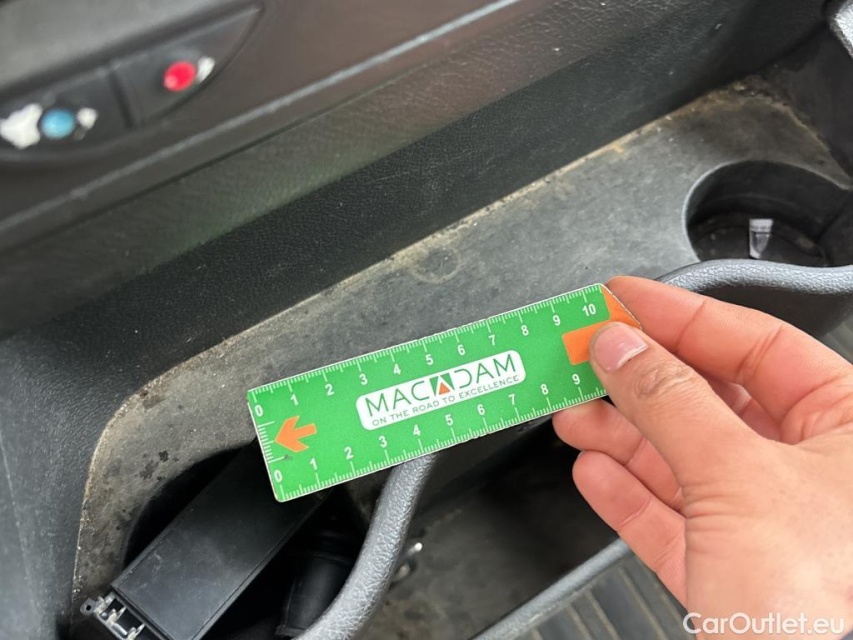 0 1 2 3 4 5 6 7 8 9 10
MACADAM
ON THE ROAD TO EXCELLENCE
0 1 2 3 4 5 6 7 8 9
CarOutlet.eu